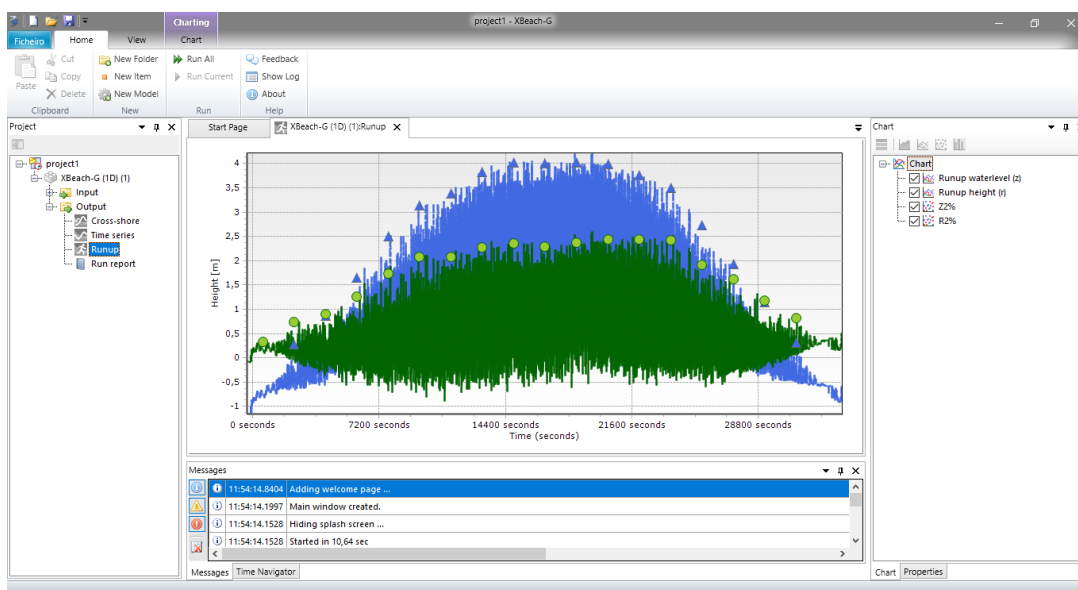 project1 - XBeach-G
Charting
Ficheiro Home View Chart
Paste
Cut
Copy
Delete
Clipboard
New Folder
New Item
New Model
New
Run All
Run Current
Run
Feedback
Show Log
About
Help
Project
project1
XBeach-G (1D) (1)
Input
Output
Cross-shore
Time series
Runup
Run report
Start Page XBeach-G (1D) (1):Runup
Height [m]
4
3,5
3
2,5
2
1,5
1
0,5
0
-0,5
-1
0 seconds 7200 seconds 14400 seconds 21600 seconds 28800 seconds
Time (seconds)
Messages
11:54:14.8404 Adding welcome page ...
11:54:14.1997 Main window created.
11:54:14.1528 Hiding splash screen ...
11:54:14.1528 Started in 10,64 sec
Messages Time Navigator
Chart
Chart
Runup waterlevel (z)
Runup height (r)
Z2%
R2%
Chart Properties